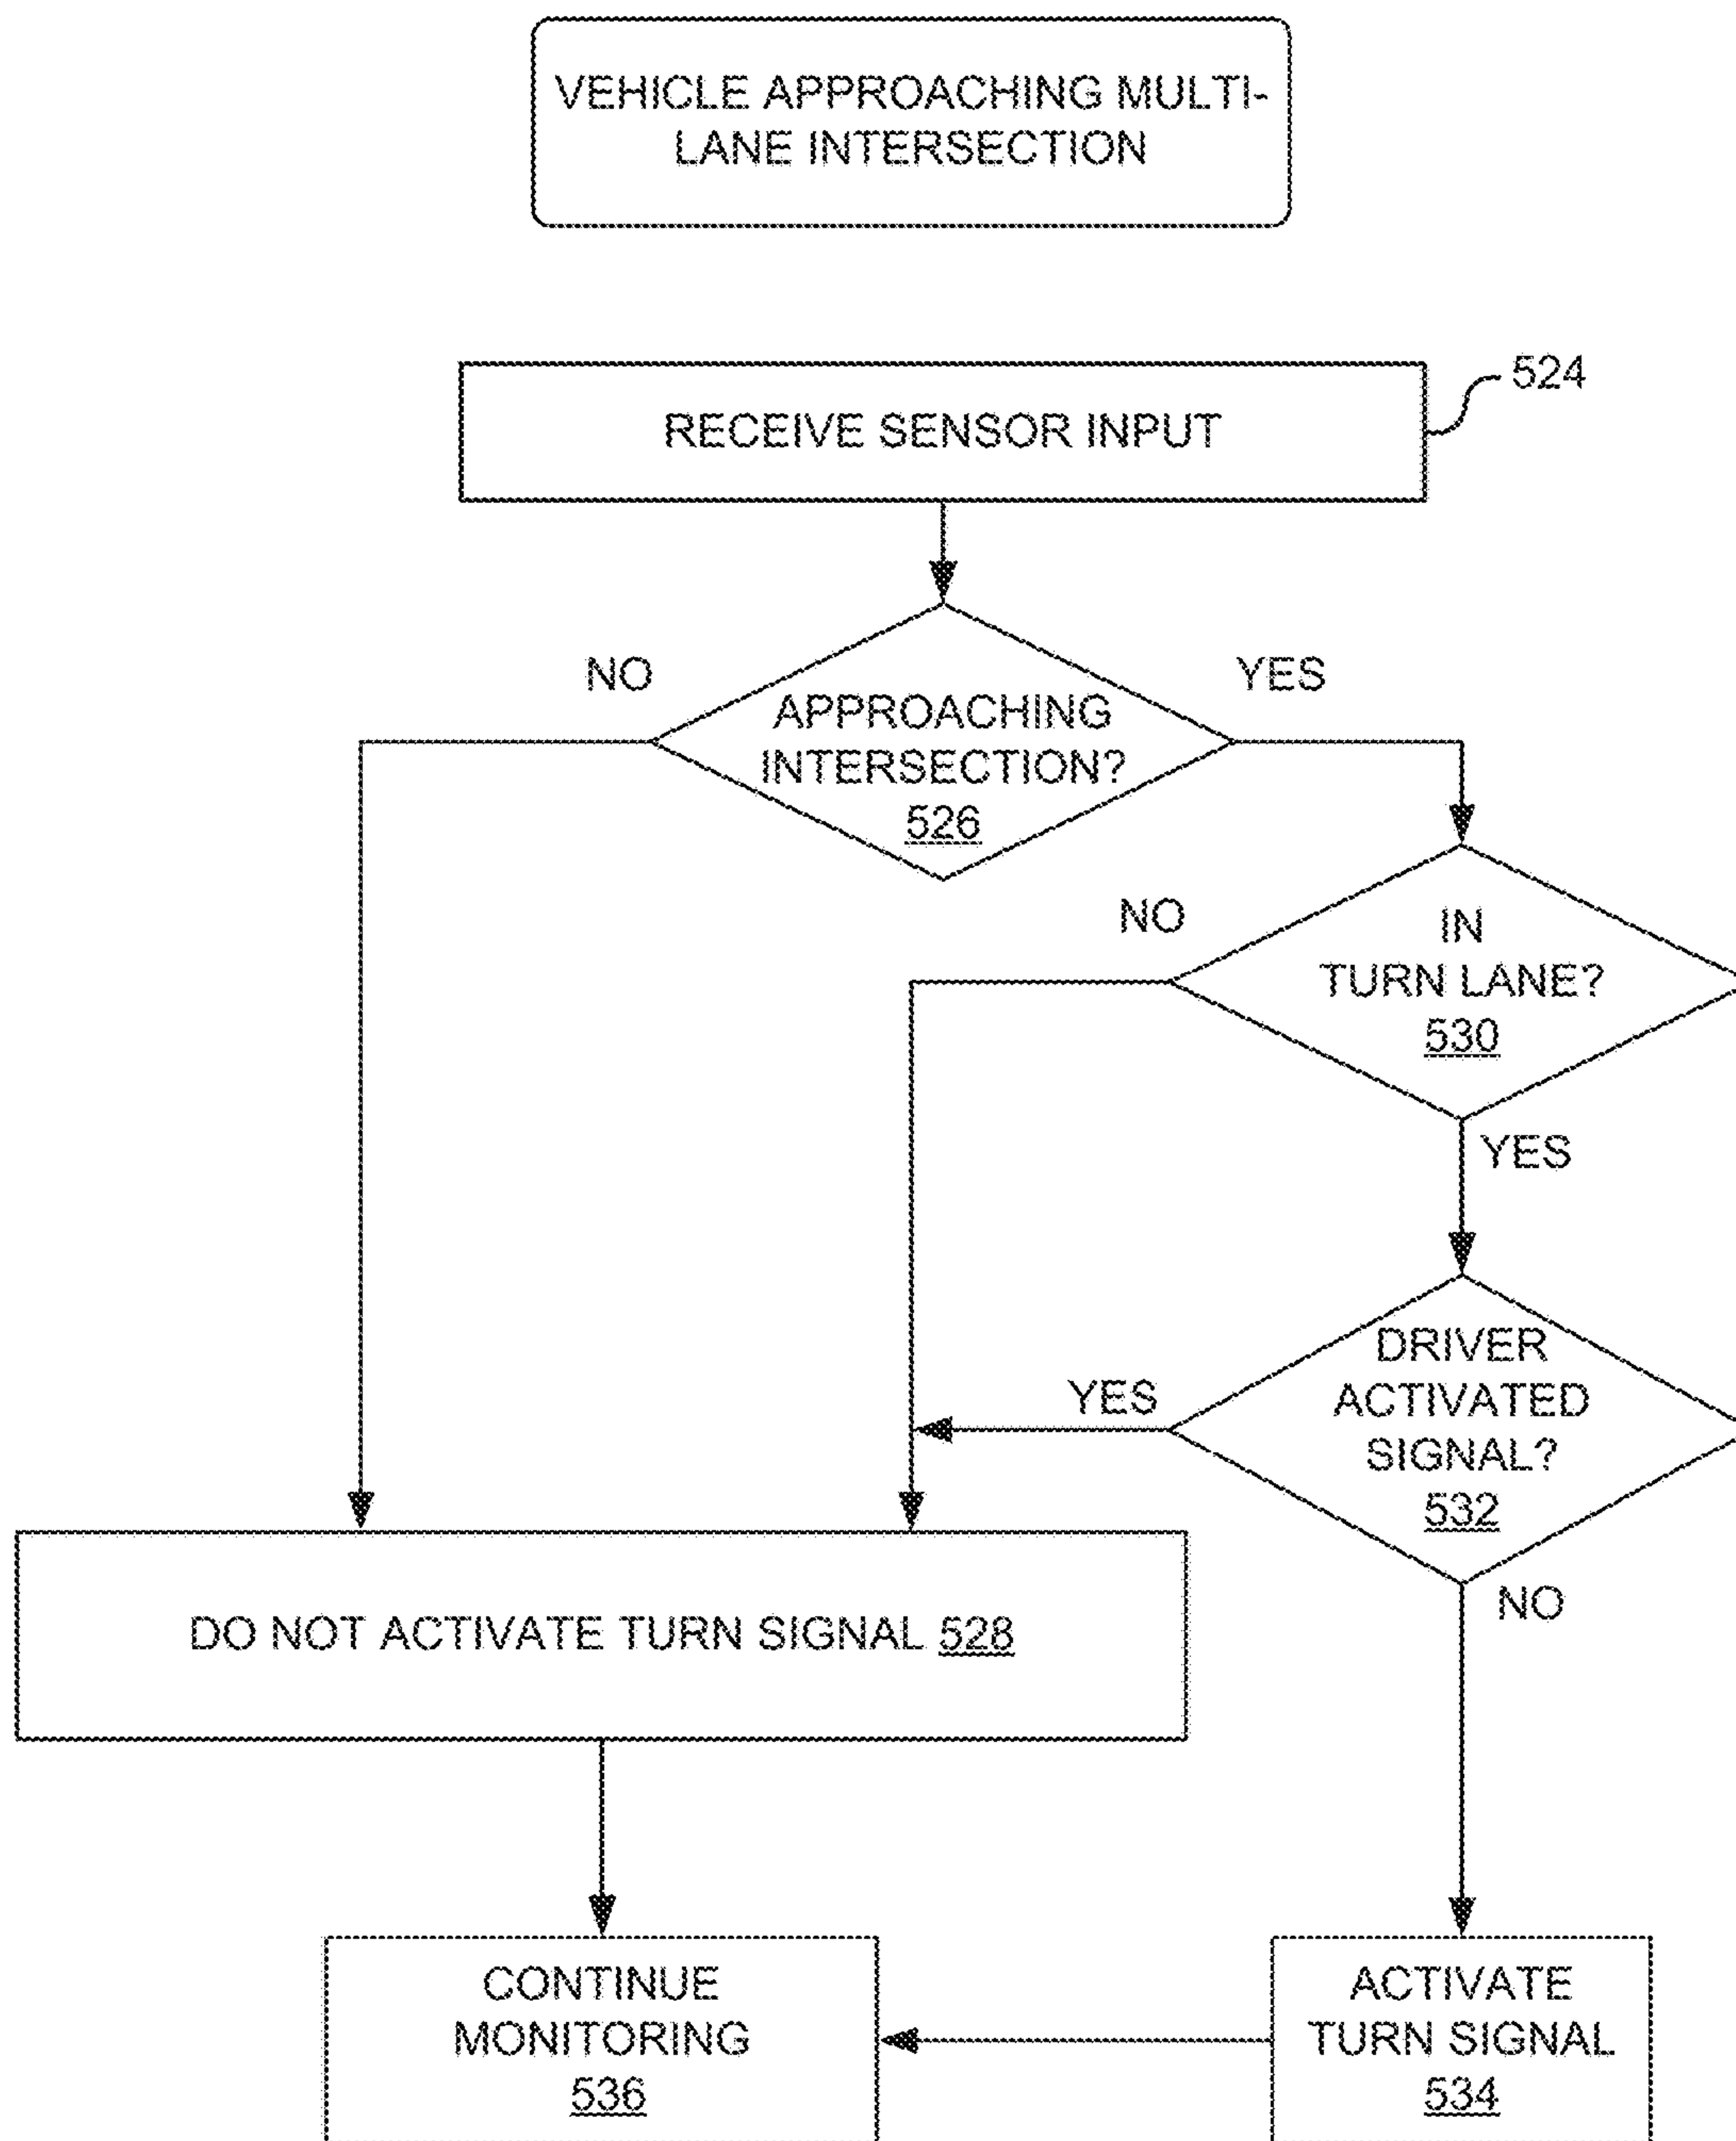 VEHICLE APPROACHING MULTI-
LANE INTERSECTION
524
RECEIVE SENSOR INPUT
NO
YES
APPROACHING
INTERSECTION?
526
NO
IN
TURN LANE?
530
YES
DRIVER
ACTIVATED
SIGNAL?
532
YES
NO
DO NOT ACTIVATE TURN SIGNAL 528
CONTINUE
MONITORING
536
ACTIVATE
TURN SIGNAL
534